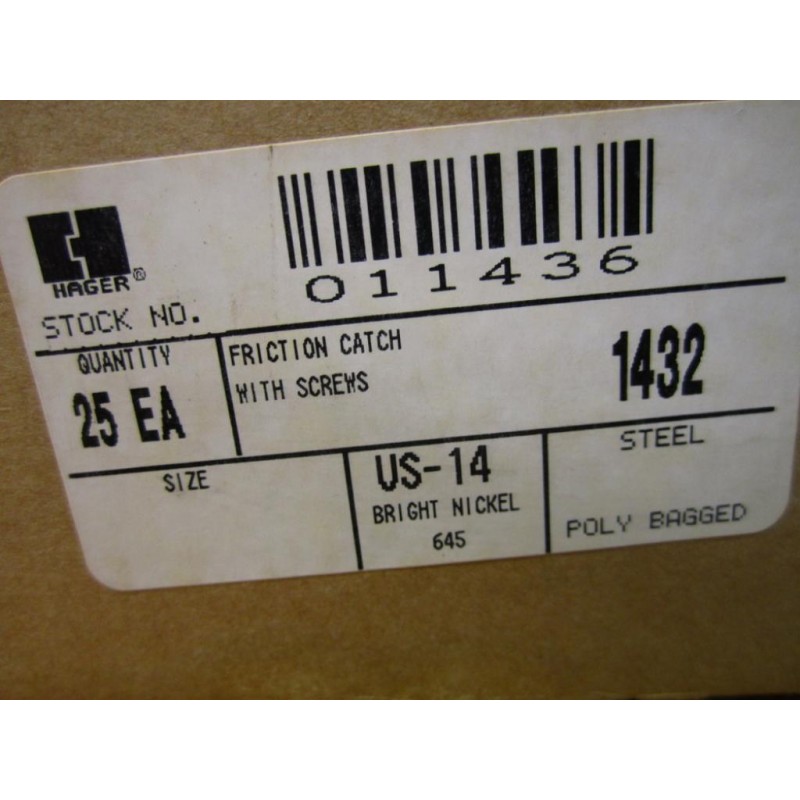 HAGER®
011436
STOCK NO.
QUANTITY
25 EA
FRICTION CATCH
WITH SCREWS
1432
SIZE
US-14
BRIGHT NICKEL
645
STEEL
POLY BAGGED